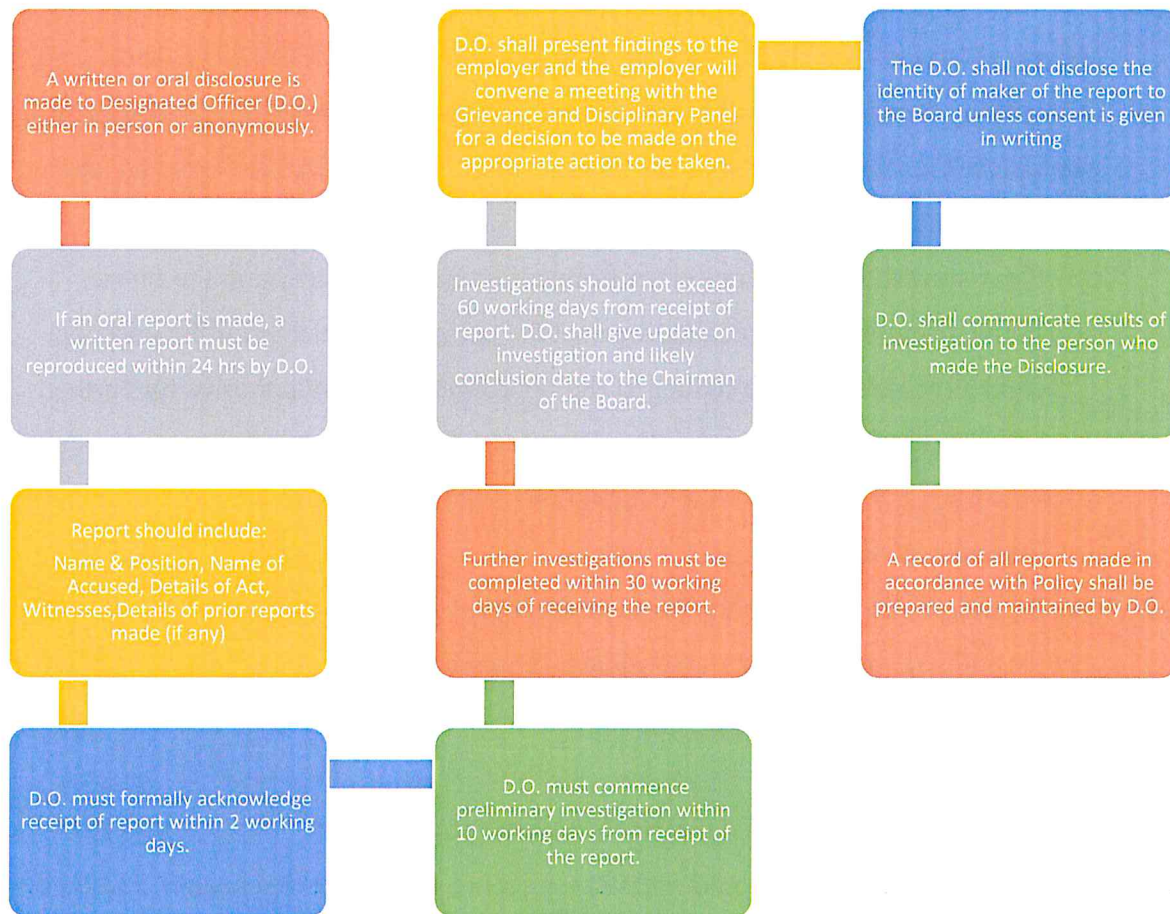 A written or oral disclosure is
made to Designated Officer (D.O.)
either in person or anonymously.
If an oral report is made, a
written report must be
reproduced within 24 hrs by D.O.
Report should include:
Name & Position, Name of
Accused, Details of Act,
Witnesses,Details of prior reports
made (if any)
D.O. must formally acknowledge
receipt of report within 2 working
days.
D.O. must commence
preliminary investigation within
10 working days from receipt of
the report.
Further investigations must be
completed within 30 working
days of receiving the report.
Investigations should not exceed
60 working days from receipt of
report. D.O. shall give update on
investigation and likely
conclusion date to the Chairman
of the Board.
D.O. shall present findings to the
employer and the employer will
convene a meeting with the
Grievance and Disciplinary Panel
for a decision to be made on the
appropriate action to be taken.
The D.O. shall not disclose the
identity of maker of the report to
the Board unless consent is given
in writing
D.O. shall communicate results of
investigation to the person who
made the Disclosure.
A record of all reports made in
accordance with Policy shall be
prepared and maintained by D.O.